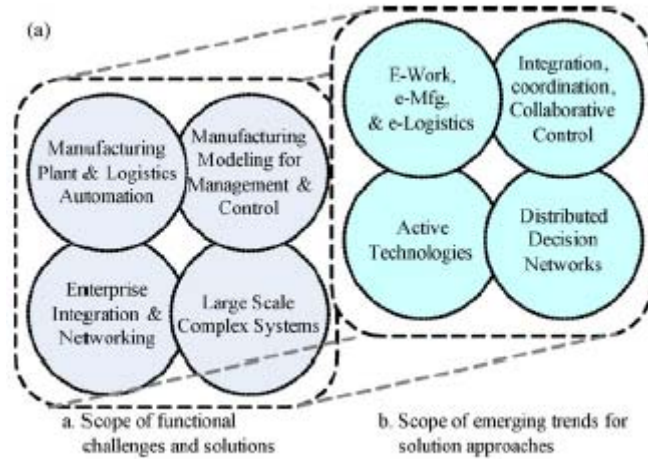 (a)
E-Work,
e-Mfg,
& e-Logistics
Integration,
coordination,
Collaborative
Control
Manufacturing
Plant & Logistics
Automation
Manufacturing
Modeling for
Management &
Control
Active
Technologies
Distributed
Decision
Networks
Enterprise
Integration &
Networking
Large Scale
Complex Systems
a. Scope of functional
challenges and solutions
b. Scope of emerging trends for
solution approaches